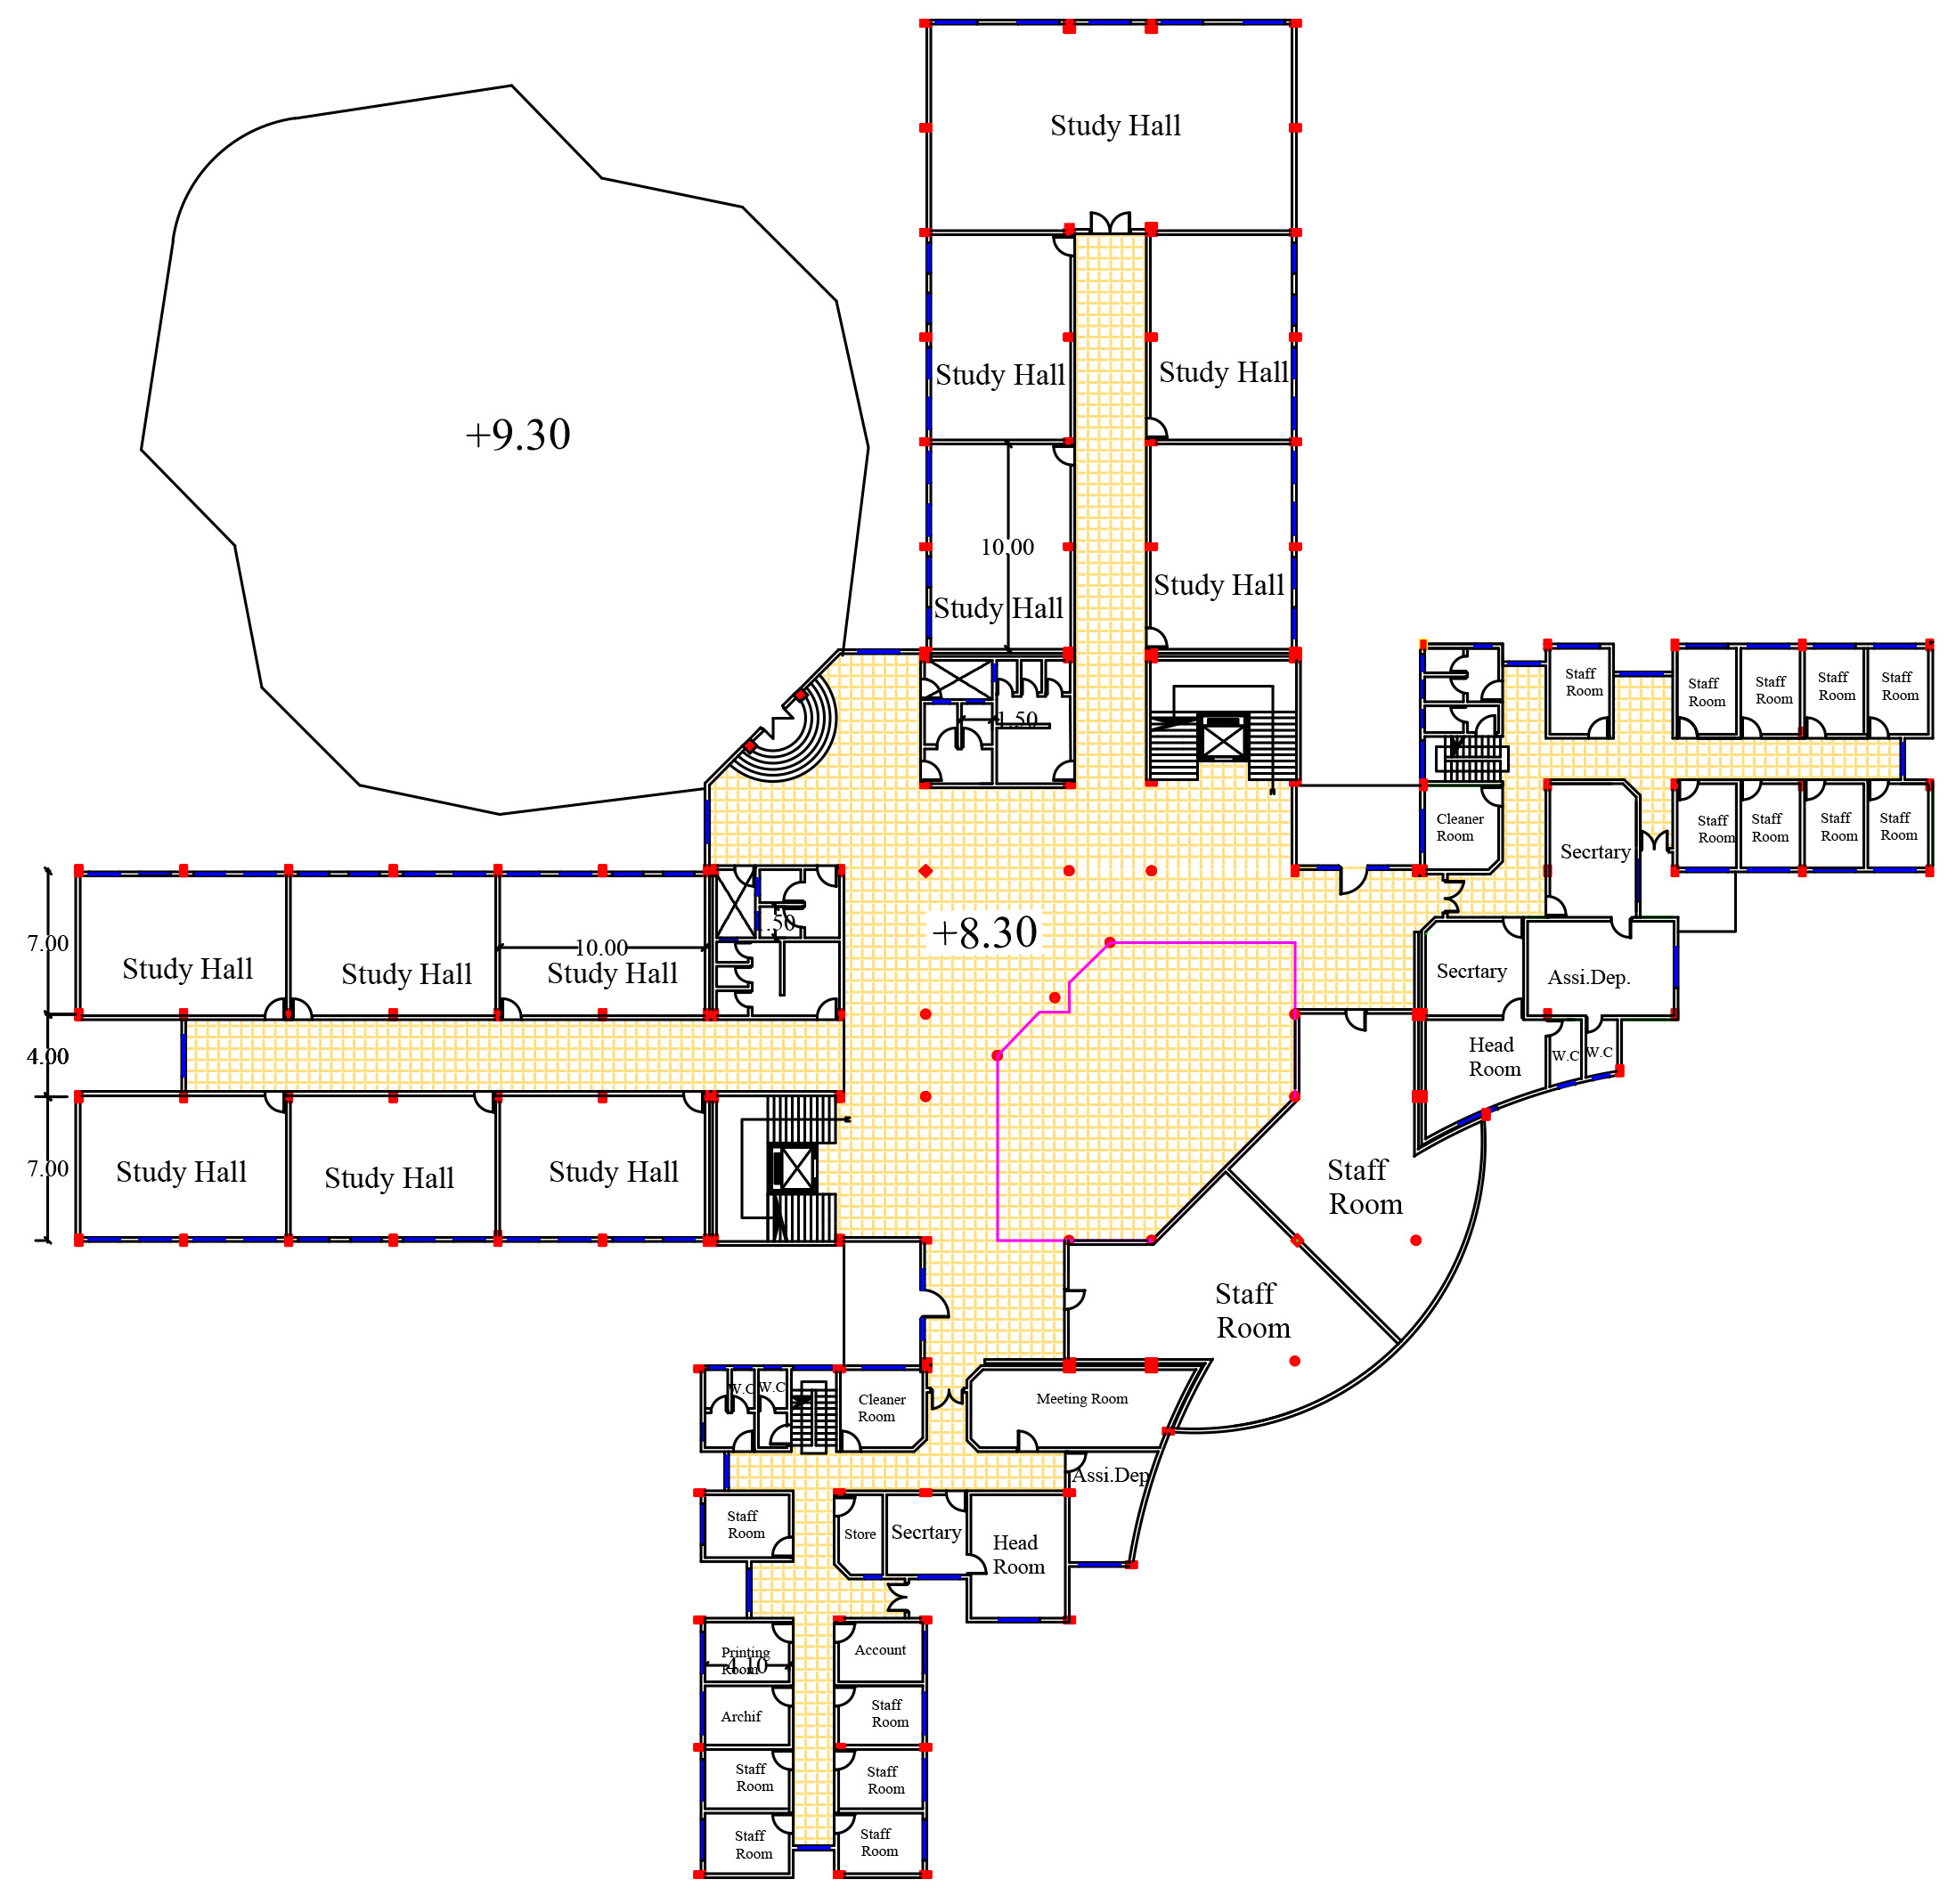 Study Hall
+9.30
Study Hall
Study Hall
10.00
Study Hall
Study Hall
Staff
Room
Staff
Room
Staff
Room
Staff
Room
Staff
Room
1.50
Cleaner
Room
Secrtary
Staff
Room
Staff
Room
Staff
Room
Staff
Room
+8.30
.50
7.00
10.00
Study Hall
Study Hall
Study Hall
Secrtary
Assi.Dep.
4.00
Head
Room
W.C
W.C
7.00
Study Hall
Study Hall
Study Hall
Staff
Room
Staff
Room
W.C
W.C
Cleaner
Room
Meeting Room
Assi.Dep
Staff
Room
Store
Secrtary
Head
Room
Printing
Room
4.10
Account
Archif
Staff
Room
Staff
Room
Staff
Room
Staff
Room
Staff
Room